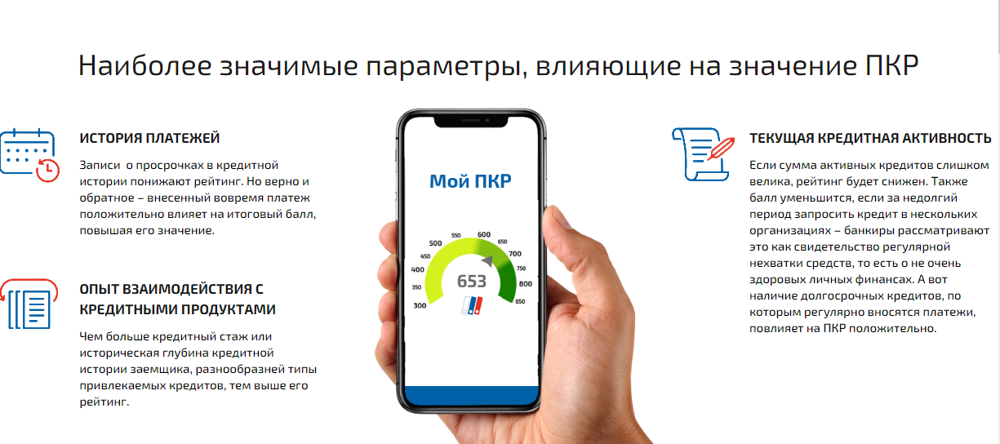 Наиболее значимые параметры, влияющие на значение ПКР
ИСТОРИЯ ПЛАТЕЖЕЙ
Записи о просрочках в кредитной
истории понижают рейтинг. Но верно и
обратное – внесенный вовремя платеж
положительно влияет на итоговый балл,
повышая его значение.
ОПЫТ ВЗАИМОДЕЙСТВИЯ С
КРЕДИТНЫМИ ПРОДУКТАМИ
Чем больше кредитный стаж или
историческая глубина кредитной
истории заемщика, разнообразней типы
привлекаемых кредитов, тем выше его
рейтинг.
Мой ПКР
300
350
400
450
500
550
600
650
700
750
800
850
653
ТЕКУЩАЯ КРЕДИТНАЯ АКТИВНОСТЬ
Если сумма активных кредитов слишком
велика, рейтинг будет снижен. Также
балл уменьшится, если за недолгий
период запросить кредит в нескольких
организациях – банкиры рассматривают
это как свидетельство регулярной
нехватки средств, то есть о не очень
здоровых личных финансах. А вот
наличие долгосрочных кредитов, по
которым регулярно вносятся платежи,
повлияет на ПКР положительно.